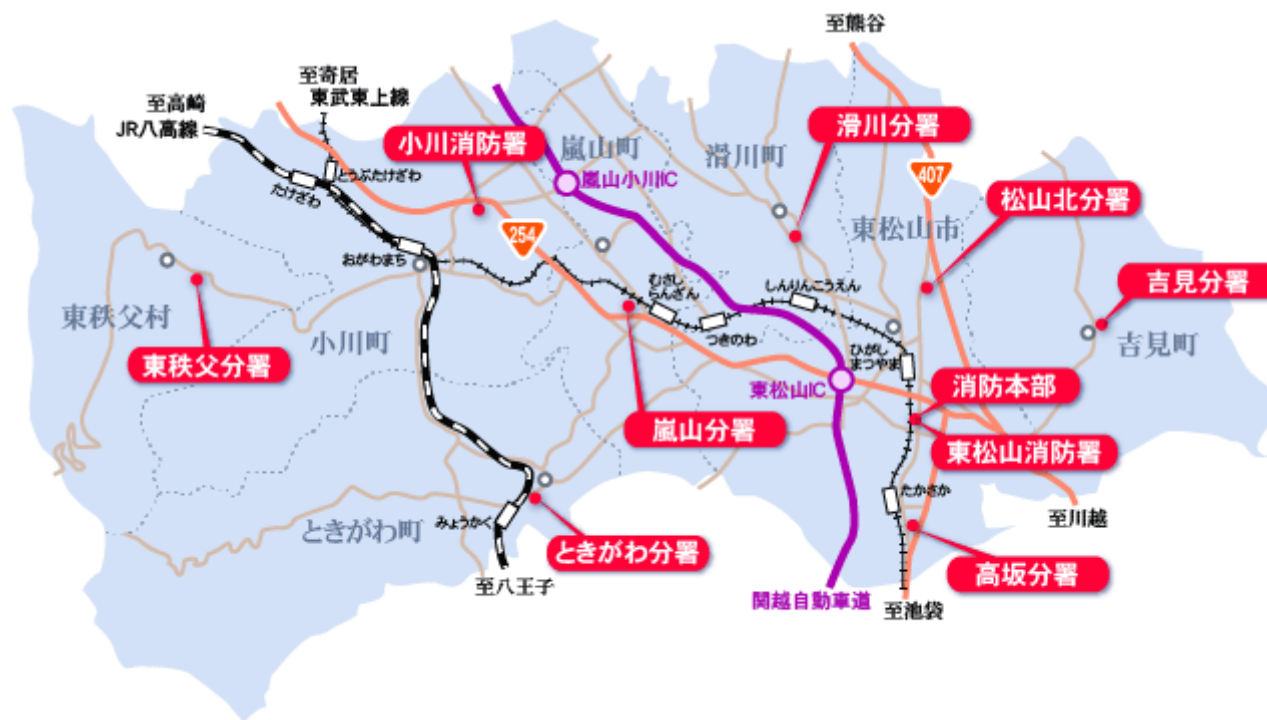 至熊谷
至寄居
東武東上線
至高崎
JR八高線
小川消防署
嵐山町
滑川町
滑川分署
とうぶたけざわ
たけざわ
嵐山小川IC
407
松山北分署
東松山市
254
おがわまち
むさし
らんざん
しんりんこうえん
吉見分署
東秩父村
小川町
つきのわ
吉見町
東秩父分署
ひがし
まつやま
東松山IC
消防本部
嵐山分署
東松山消防署
たかさか
至川越
ときがわ町
みょうかく
ときがわ分署
高坂分署
至八王子
関越自動車道
至池袋